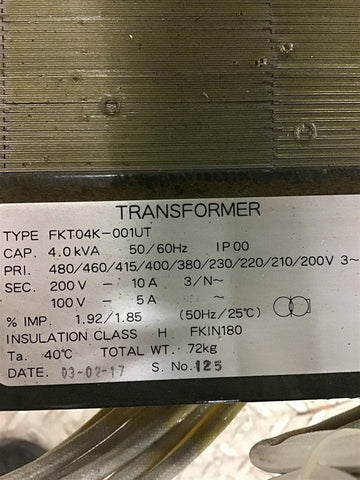 TRANSFORMER
TYPE FKT04K-001UT
CAP. 4.0kVA 50/60Hz IP00
PRI. 480/460/415/400/380/230/220/210/200V 3~
SEC. 200V - 10A 3/N~
100V - 5A ~
% IMP. 1.92/1.85 (50Hz/25℃)
INSULATION CLASS H FKIN180
Ta. 40℃ TOTAL WT. 72kg
DATE. 03-02-17 S. No. 125